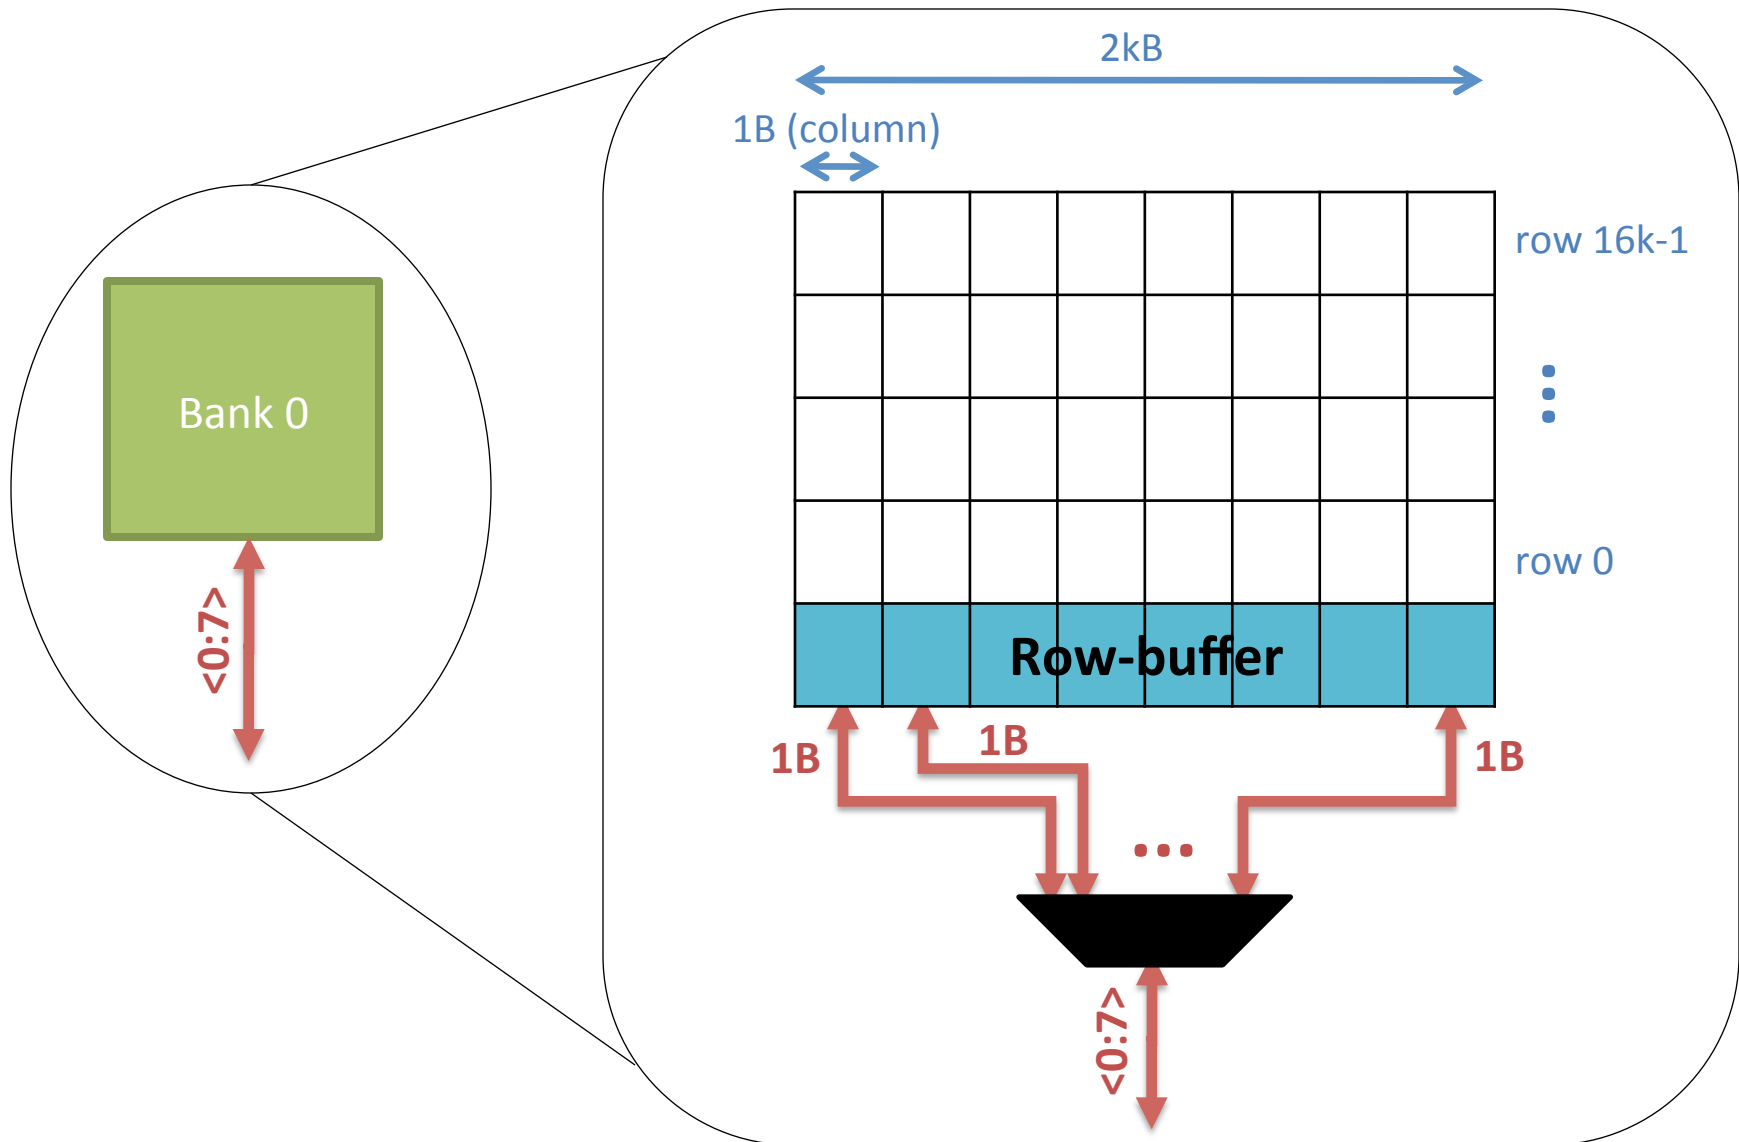 2kB
1B (column)
row 16k-1
Bank 0
row 0
<0:7>
Row-buffer
1B
1B
1B
<0:7>